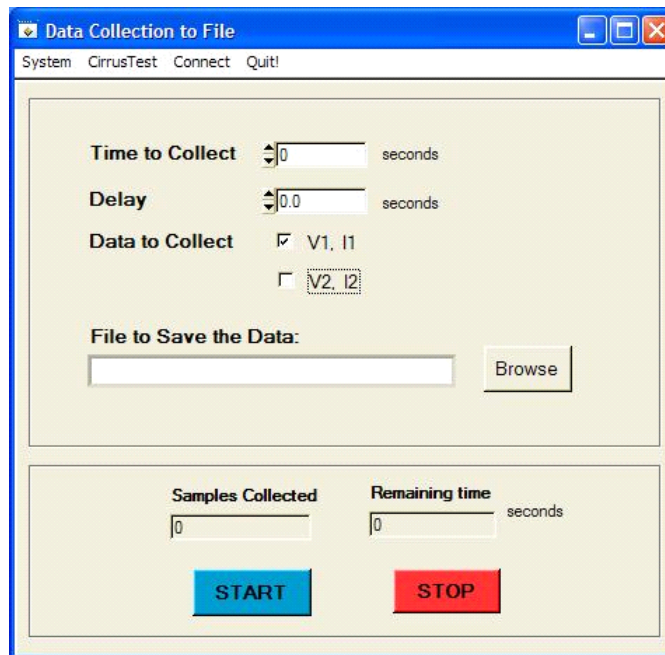 Data Collection to File
System CirrusTest Connect Quit!
Time to Collect 0 seconds
Delay 0.0 seconds
Data to Collect V1, I1
V2, I2
File to Save the Data:
Browse
Samples Collected Remaining time
0 0 seconds
START STOP